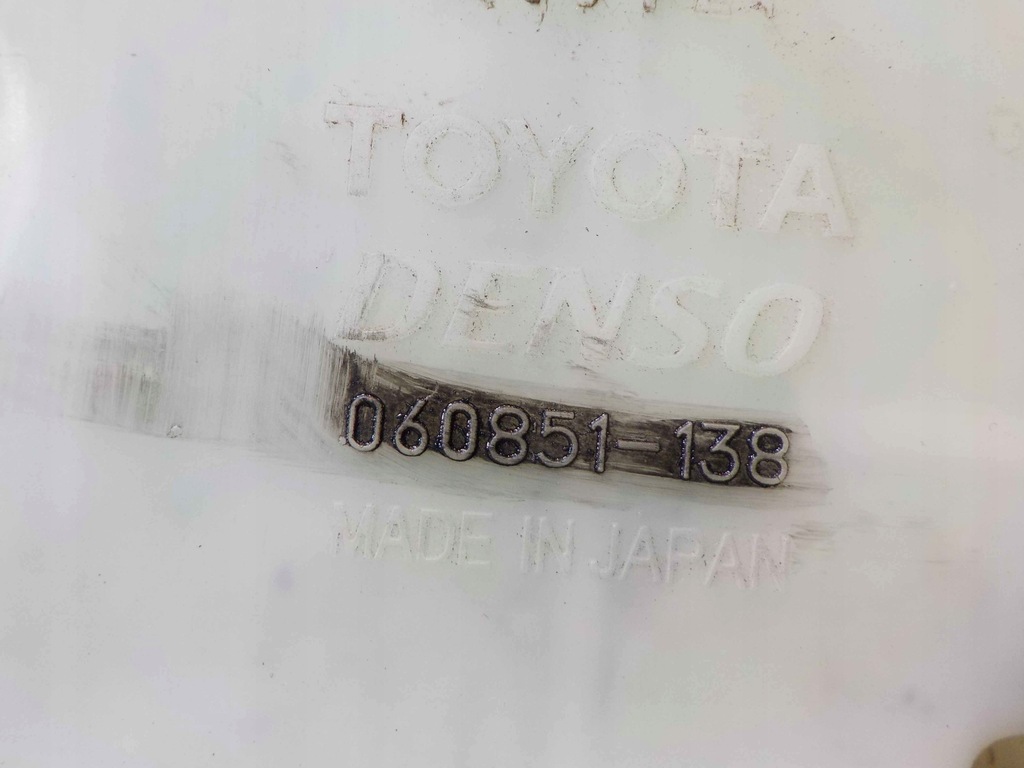 TOYOTA
DENSO
060851-138
MADE IN JAPAN